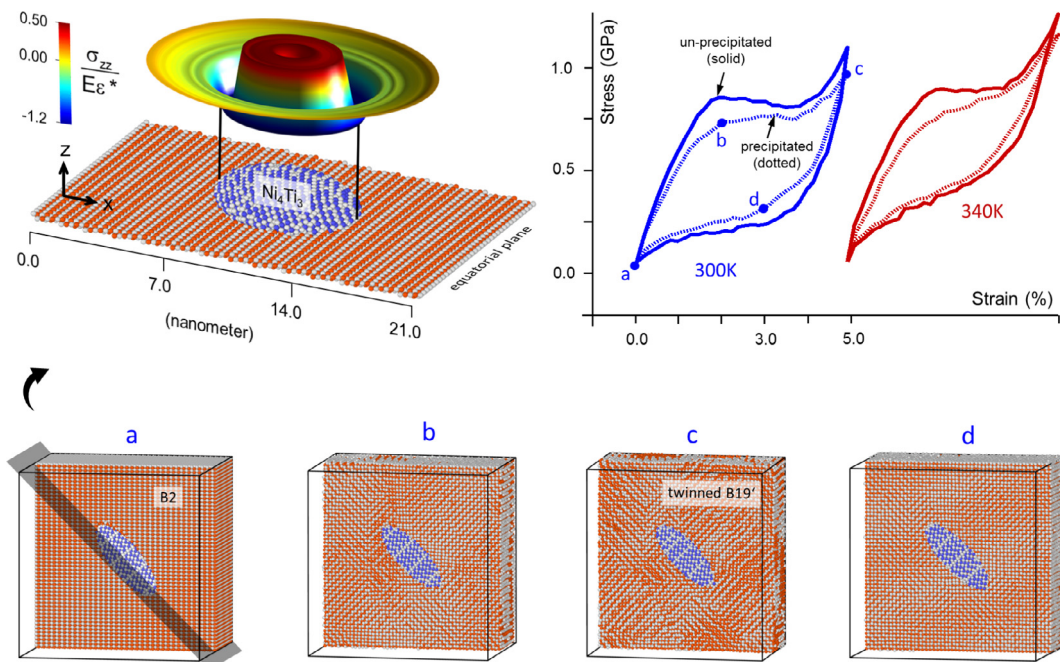 0.50
0.00
-1.2
σzz
Eε*
z
x
Ni4Ti3
equatorial plane
0.0
7.0
14.0
21.0
(nanometer)
Stress (GPa)
1.0
0.5
0.0
un-precipitated
(solid)
c
b
precipitated
(dotted)
d
a
300K
340K
Strain (%)
0.0
3.0
5.0
a
b
c
d
B2
twinned B19‘